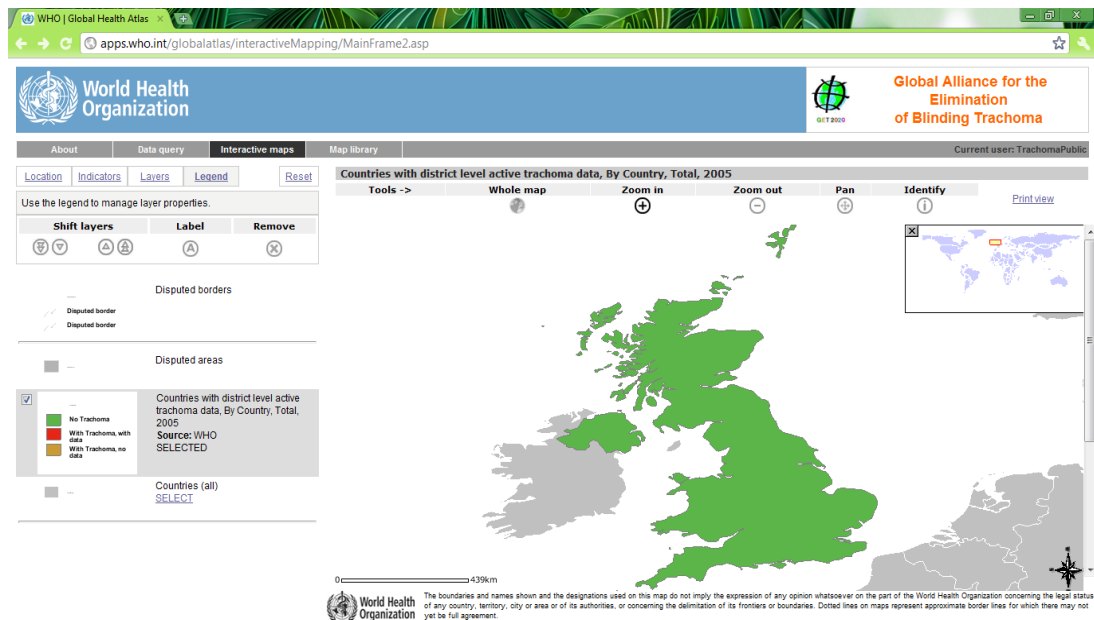 WHO | Global Health Atlas
apps.who.int/globalatlas/interactiveMapping/MainFrame2.asp
World Health
Organization
GET 2020
Global Alliance for the
Elimination
of Blinding Trachoma
About Data query Interactive maps Map library Current user: TrachomaPublic
Location Indicators Layers Legend Reset
Use the legend to manage layer properties.
Shift layers Label Remove
A
Disputed borders
Disputed border
Disputed border
Disputed areas
Countries with district level active
trachoma data, By Country, Total,
2005
Source: WHO
SELECTED
No Trachoma
With Trachoma, with
data
With Trachoma, no
data
Countries (all)
SELECT
Countries with district level active trachoma data, By Country, Total, 2005
Tools -> Whole map Zoom in Zoom out Pan Identify Print view
0 439km
World Health
Organization
The boundaries and names shown and the designations used on this map do not imply the expression of any opinion whatsoever on the part of the World Health Organization concerning the legal status
of any country, territory, city or area or of its authorities, or concerning the delimitation of its frontiers or boundaries. Dotted lines on maps represent approximate border lines for which there may not
yet be full agreement.